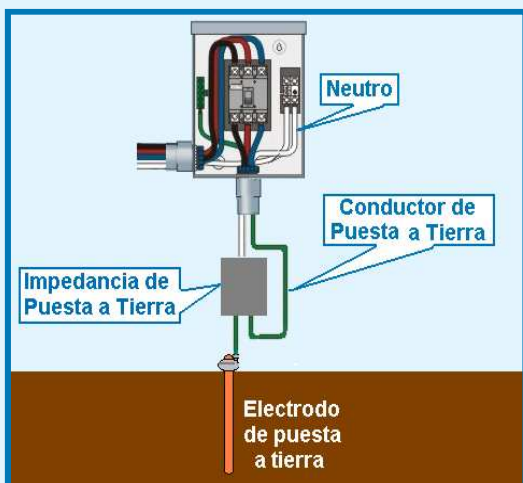 Neutro
Conductor de
Puesta a Tierra
Impedancia de
Puesta a Tierra
Electrodo
de puesta
a tierra